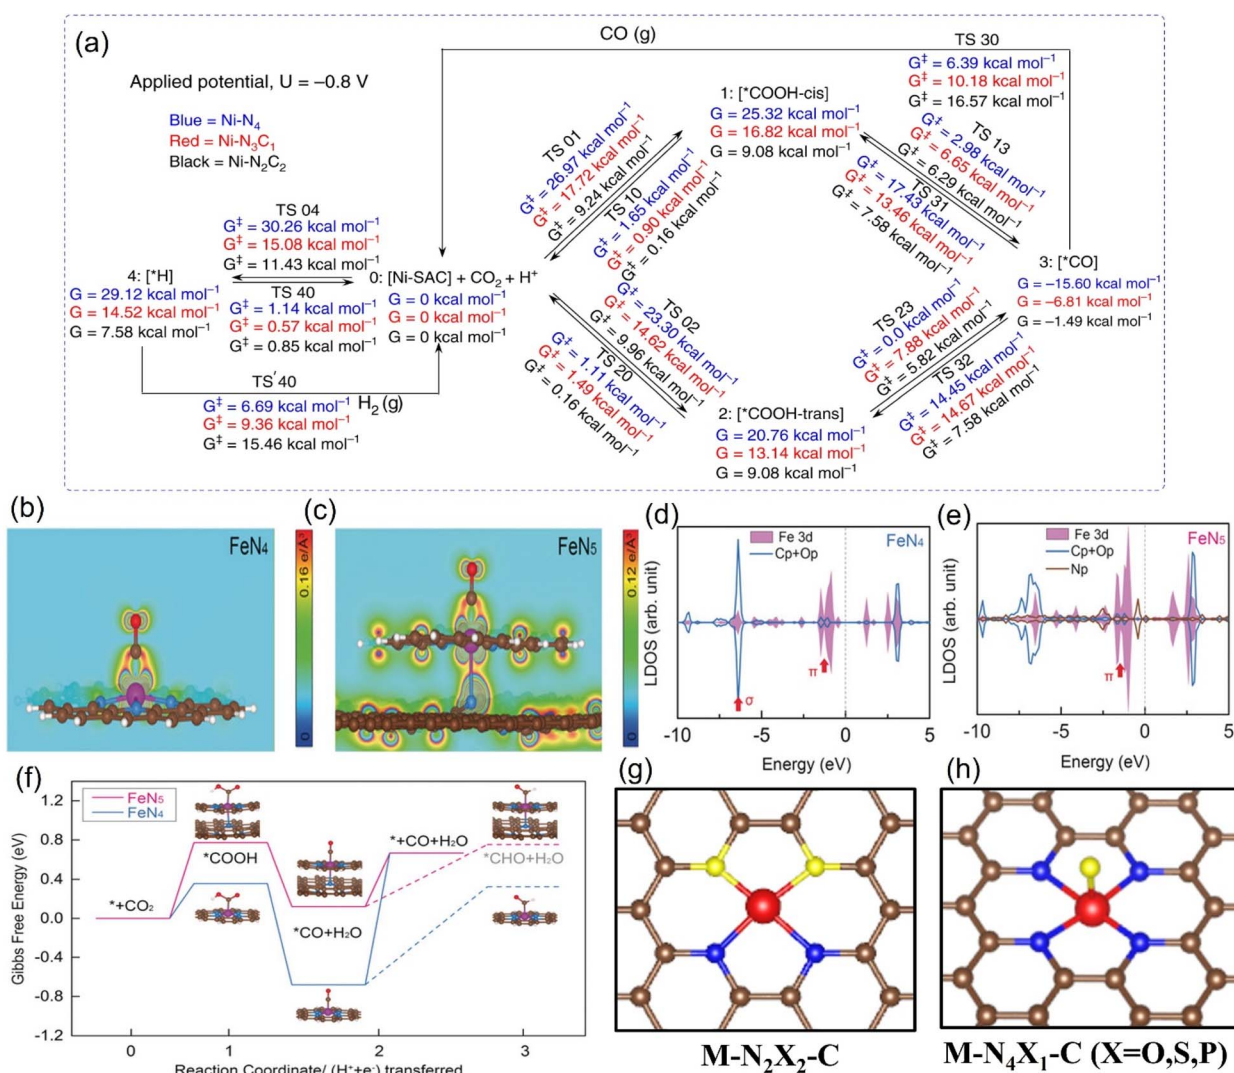 (a)
CO (g)
Applied potential, U = −0.8 V
Blue = Ni-N₄
Red = Ni-N₃C₁
Black = Ni-N₂C₂
TS 30
G‡ = 6.39 kcal mol⁻¹
G‡ = 10.18 kcal mol⁻¹
G‡ = 16.57 kcal mol⁻¹
1: [*COOH-cis]
G = 25.32 kcal mol⁻¹
G = 16.82 kcal mol⁻¹
G = 9.08 kcal mol⁻¹
TS 01
G‡ = 26.97 kcal mol⁻¹
G‡ = 17.72 kcal mol⁻¹
G‡ = 9.24 kcal mol⁻¹
TS 10
G‡ = 1.65 kcal mol⁻¹
G‡ = 0.90 kcal mol⁻¹
G‡ = 0.16 kcal mol⁻¹
TS 13
G‡ = 2.98 kcal mol⁻¹
G‡ = 6.65 kcal mol⁻¹
G‡ = 6.29 kcal mol⁻¹
TS 31
G‡ = 17.43 kcal mol⁻¹
G‡ = 13.46 kcal mol⁻¹
G‡ = 7.58 kcal mol⁻¹
TS 04
G‡ = 30.26 kcal mol⁻¹
G‡ = 15.08 kcal mol⁻¹
G‡ = 11.43 kcal mol⁻¹
4: [*H]
G = 29.12 kcal mol⁻¹
G = 14.52 kcal mol⁻¹
G = 7.58 kcal mol⁻¹
TS 40
G‡ = 1.14 kcal mol⁻¹
G‡ = 0.57 kcal mol⁻¹
G‡ = 0.85 kcal mol⁻¹
0: [Ni-SAC] + CO₂ + H⁺
G = 0 kcal mol⁻¹
G = 0 kcal mol⁻¹
G = 0 kcal mol⁻¹
3: [*CO]
G = −15.60 kcal mol⁻¹
G = −6.81 kcal mol⁻¹
G = −1.49 kcal mol⁻¹
TS 02
G‡ = 23.30 kcal mol⁻¹
G‡ = 14.62 kcal mol⁻¹
G‡ = 9.96 kcal mol⁻¹
TS 20
G‡ = 1.11 kcal mol⁻¹
G‡ = 1.49 kcal mol⁻¹
G‡ = 0.16 kcal mol⁻¹
TS 23
G‡ = 0.0 kcal mol⁻¹
G‡ = 7.88 kcal mol⁻¹
G‡ = 5.82 kcal mol⁻¹
TS 32
G‡ = 14.45 kcal mol⁻¹
G‡ = 14.67 kcal mol⁻¹
G‡ = 7.58 kcal mol⁻¹
TS′40
H₂ (g)
G‡ = 6.69 kcal mol⁻¹
G‡ = 9.36 kcal mol⁻¹
G‡ = 15.46 kcal mol⁻¹
2: [*COOH-trans]
G = 20.76 kcal mol⁻¹
G = 13.14 kcal mol⁻¹
G = 9.08 kcal mol⁻¹
(b)
FeN₄
0.16 e/Å³
0
(c)
FeN₅
0.12 e/Å³
0
(d)
Fe 3d
Cp+Op
FeN₄
LDOS (arb. unit)
π
σ
-10 -5 0 5
Energy (eV)
(e)
Fe 3d
Cp+Op
Np
FeN₅
LDOS (arb. unit)
π
-10 -5 0 5
Energy (eV)
(f)
FeN₅
FeN₄
Gibbs Free Energy (eV)
1.2
0.8
0.4
0.0
-0.4
-0.8
-1.2
*+CO₂
*COOH
*CO+H₂O
*+CO+H₂O
*CHO+H₂O
0 1 2 3
Reaction Coordinate/ (H⁺+e⁻) transferred
(g)
M-N₂X₂-C
(h)
M-N₄X₁-C (X=O,S,P)